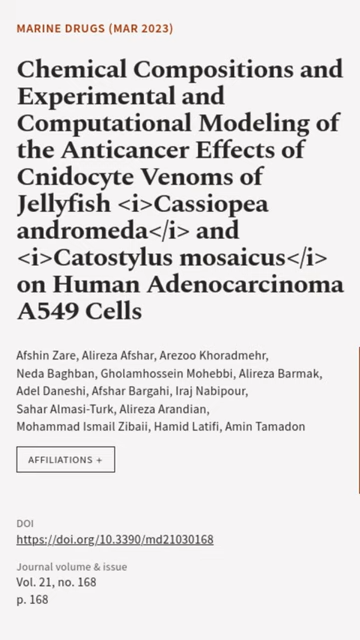 MARINE DRUGS (MAR 2023)
Chemical Compositions and
Experimental and
Computational Modeling of
the Anticancer Effects of
Cnidocyte Venoms of
Jellyfish <i>Cassiopea
andromeda</i> and
<i>Catostylus mosaicus</i>
on Human Adenocarcinoma
A549 Cells
Afshin Zare, Alireza Afshar, Arezoo Khoradmehr,
Neda Baghban, Gholamhossein Mohebbi, Alireza Barmak,
Adel Daneshi, Afshar Bargahi, Iraj Nabipour,
Sahar Almasi-Turk, Alireza Arandian,
Mohammad Ismail Zibaii, Hamid Latifi, Amin Tamadon
AFFILIATIONS +
DOI
https://doi.org/10.3390/md21030168
Journal volume & issue
Vol. 21, no. 168
p. 168